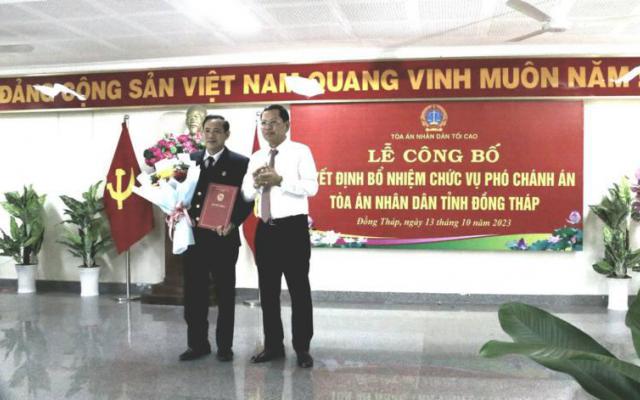 ĐẢNG CỘNG SẢN VIỆT NAM QUANG VINH MUÔN NĂM
TÒA ÁN NHÂN DÂN TỐI CAO
LỄ CÔNG BỐ
ĐỊNH BỔ NHIỆM CHỨC VỤ PHÓ CHÁNH ÁN
TÒA ÁN NHÂN DÂN TỈNH ĐỒNG THÁP
Đồng Tháp, ngày 13 tháng 10 năm 2023